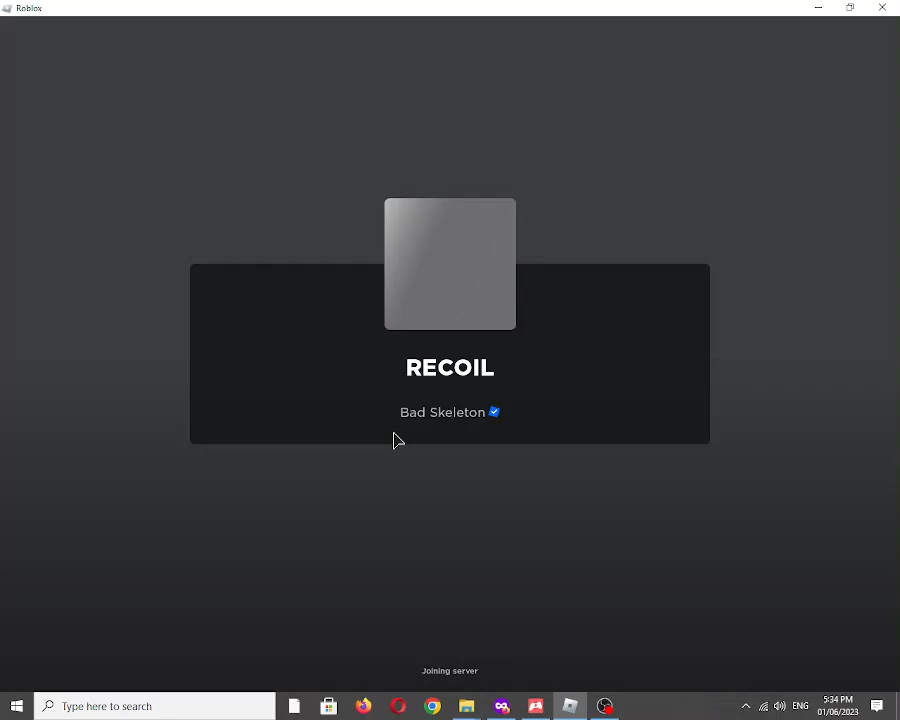 Roblox
RECOIL
Bad Skeleton
Joining server
Type here to search
ENG
5:34 PM
01/06/2023